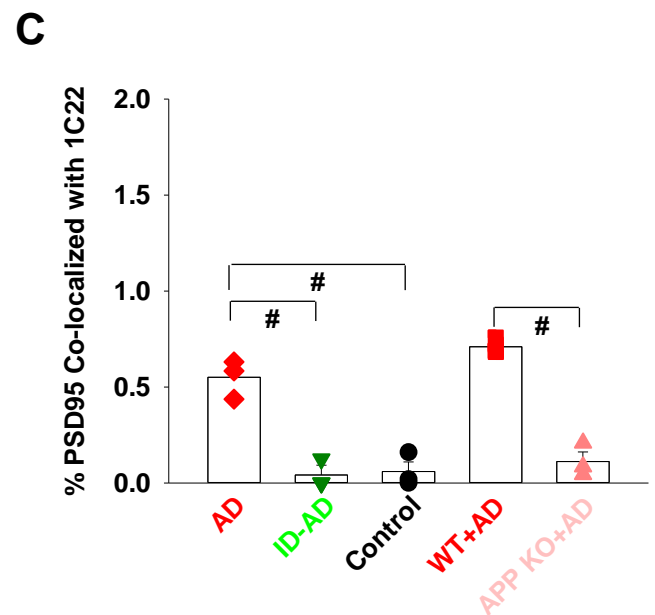 C
% PSD95 Co-localized with 1C22
2.0
1.5
1.0
0.5
0.0
#
#
#
AD
ID-AD
Control
WT+AD
APP KO+AD